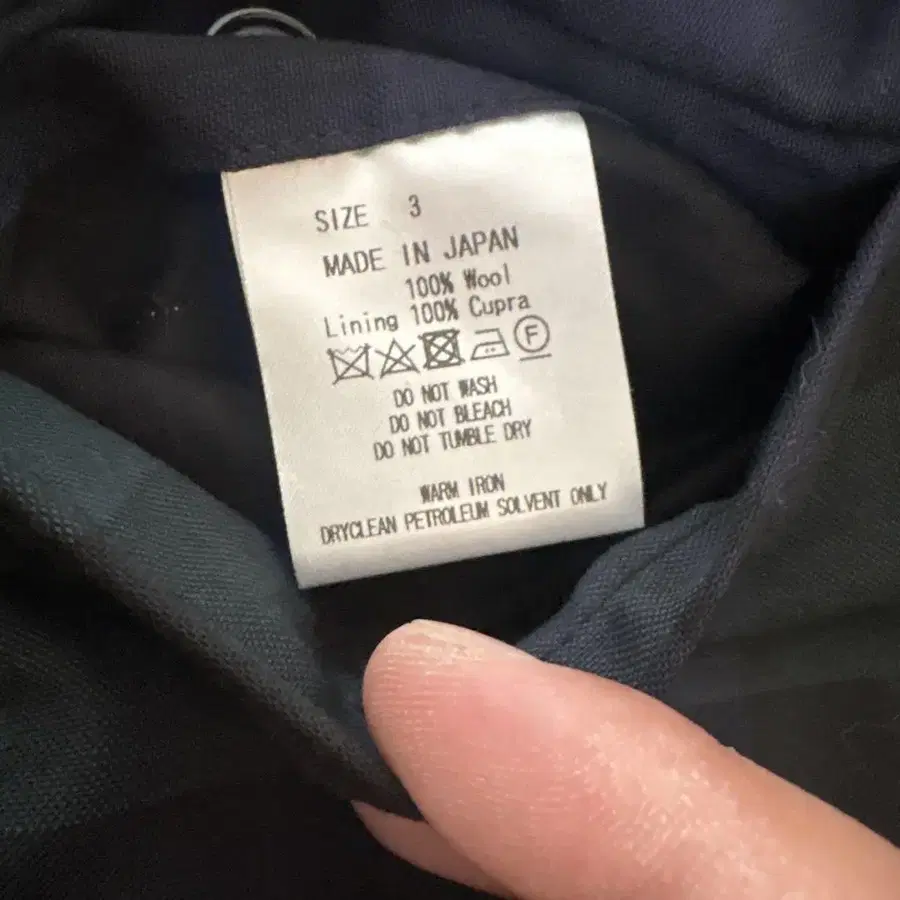 SIZE 3
MADE IN JAPAN
100% Wool
Lining 100% Cupra
F
DO NOT WASH
DO NOT BLEACH
DO NOT TUMBLE DRY
WARM IRON
DRYCLEAN PETROLEUM SOLVENT ONLY